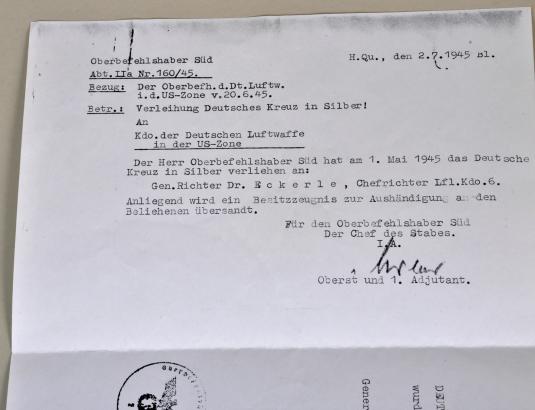 Oberbefehlshaber Süd
H.Qu., den 2.7.1945 Bl.
Abt.IIa Nr.160/45.
Bezug: Der Oberbefh.d.Dt.Luftw.
i.d.US-Zone v.20.6.45.
Betr.: Verleihung Deutsches Kreuz in Silber!
An
Kdo.der Deutschen Luftwaffe
in der US-Zone
Der Herr Oberbefehlshaber Süd hat am 1. Mai 1945 das Deutsche
Kreuz in Silber verliehen an:
Gen.Richter Dr. E c k e r l e , Chefrichter Lfl.Kdo.6.
Anliegend wird ein Besitzzeugnis zur Aushändigung an den
Beliehenen übersandt.
Für den Oberbefehlshaber Süd
Der Chef des Stabes.
I.A.
Oberst und 1. Adjutant.
wurd
Gener